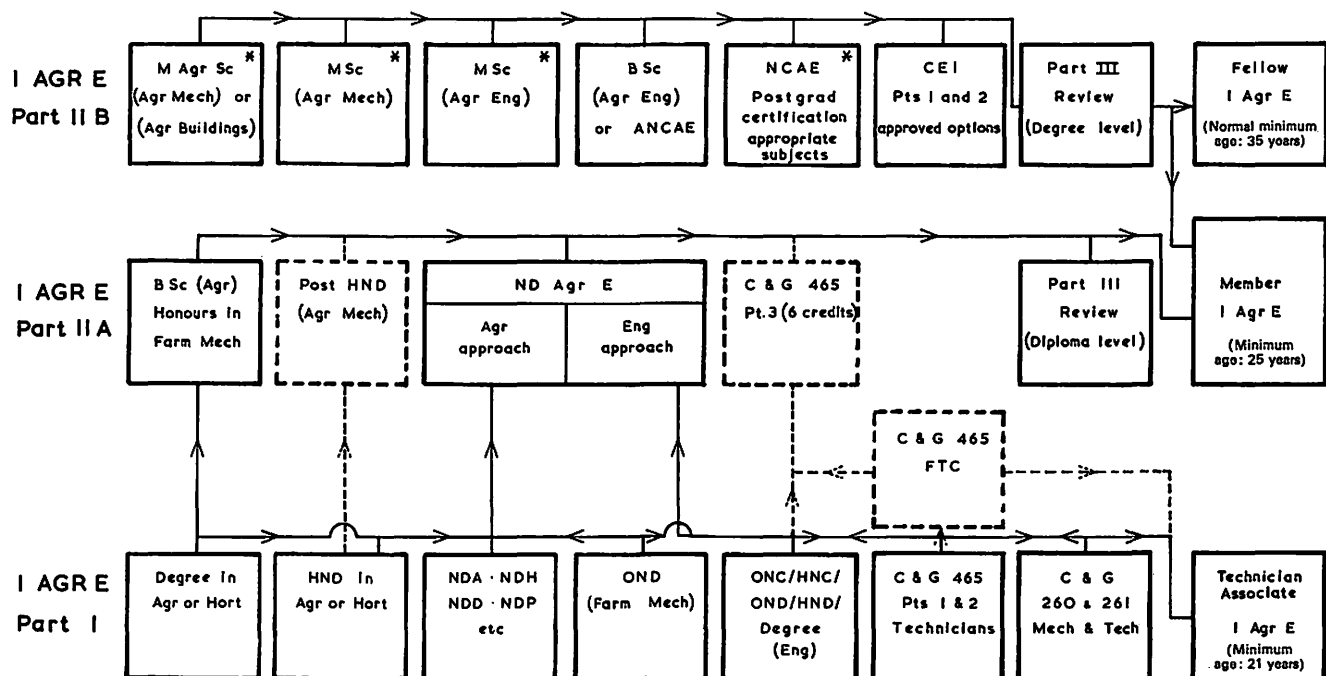 I AGR E
Part II B
M Agr Sc *
(Agr Mech) or
(Agr Buildings)
MSc *
(Agr Mech)
MSc *
(Agr Eng)
BSc
(Agr Eng)
or ANCAE
NCAE *
Postgrad
certification
appropriate
subjects
CEI
Pts 1 and 2
approved options
Part III
Review
(Degree level)
Fellow
I Agr E
(Normal minimum
age: 35 years)
I AGR E
Part II A
BSc (Agr)
Honours in
Farm Mech
Post HND
(Agr Mech)
ND Agr E
Agr
approach
Eng
approach
C & G 465
Pt.3 (6 credits)
Part III
Review
(Diploma level)
Member
I Agr E
(Minimum
age: 25 years)
C & G 465
FTC
I AGR E
Part I
Degree in
Agr or Hort
HND in
Agr or Hort
NDA · NDH
NDD · NDP
etc
OND
(Farm Mech)
ONC/HNC/
OND/HND/
Degree
(Eng)
C & G 465
Pts 1 & 2
Technicians
C & G
260 & 261
Mech & Tech
Technician
Associate
I Agr E
(Minimum
age: 21 years)